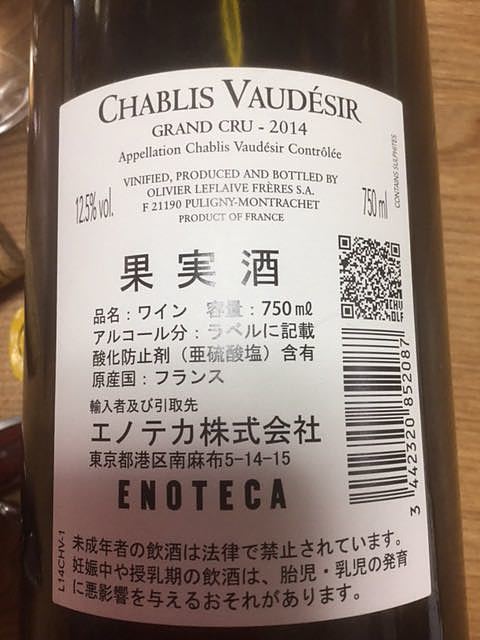 CHABLIS VAUDÉSIR
GRAND CRU - 2014
Appellation Chablis Vaudésir Contrôlée
VINIFIED, PRODUCED AND BOTTLED BY
OLIVIER LEFLAIVE FRÈRES S.A.
F 21190 PULIGNY-MONTRACHET
PRODUCT OF FRANCE
12.5% vol.
750 ml
CONTAINS SULPHITES
果実酒
品名：ワイン 容量：750㎖
アルコール分：ラベルに記載
酸化防止剤（亜硫酸塩）含有
原産国：フランス
輸入者及び引取先
エノテカ株式会社
東京都港区南麻布5-14-15
ENOTECA
3 442320 852087
L14CHV-1
未成年者の飲酒は法律で禁止されています。
妊娠中や授乳期の飲酒は、胎児・乳児の発育
に悪影響を与えるおそれがあります。